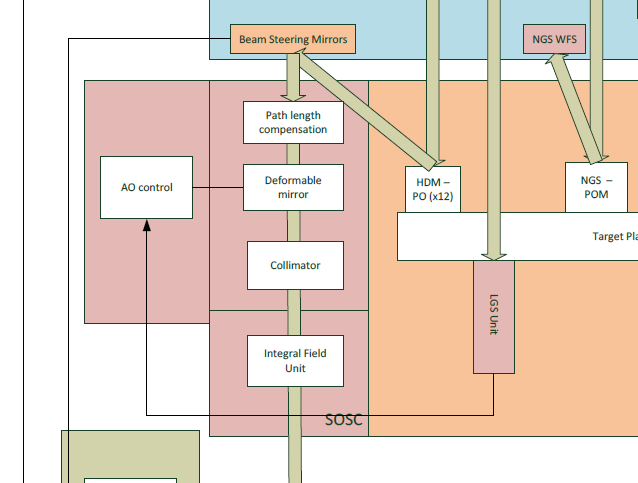 Beam Steering Mirrors
NGS WFS
Path length
compensation
AO control
Deformable
mirror
HDM –
PO (x12)
NGS –
POM
Target Pla
Collimator
LGS Unit
Integral Field
Unit
SOSC